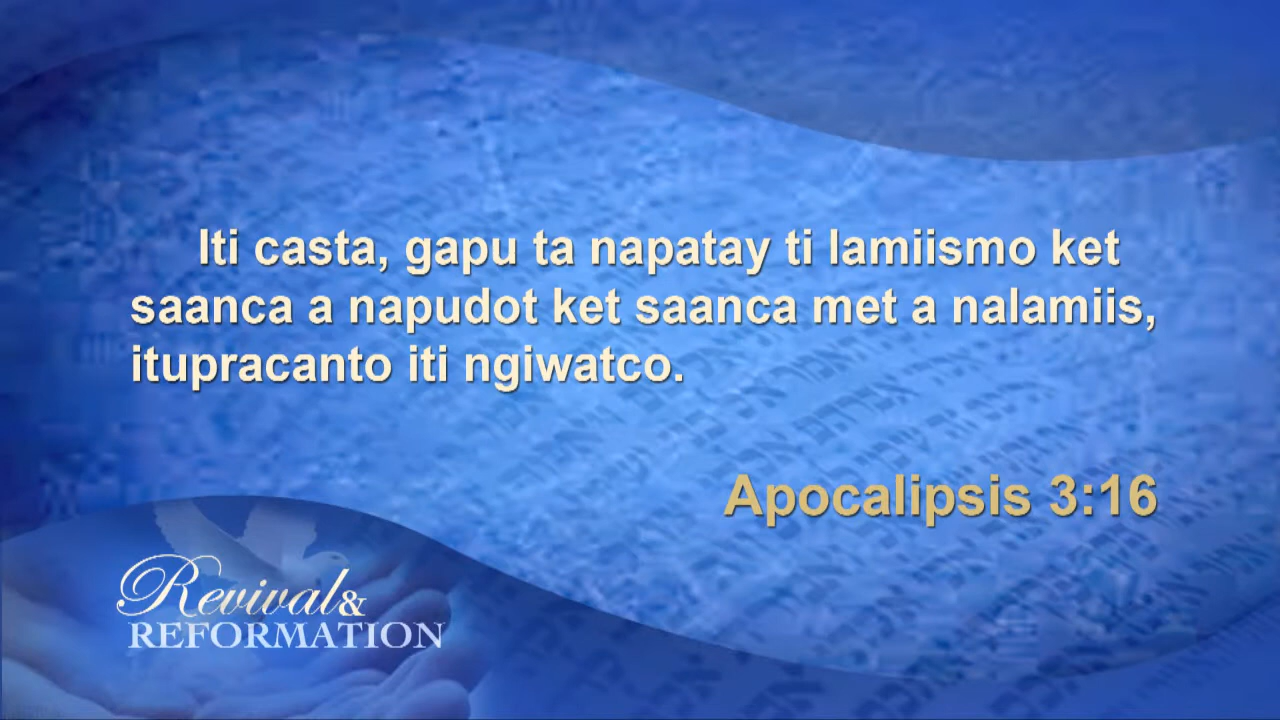 Iti casta, gapu ta napatay ti lamiismo ket
saanca a napudot ket saanca met a nalamiis,
itupracanto iti ngiwatco.
Apocalipsis 3:16
Revival&
REFORMATION